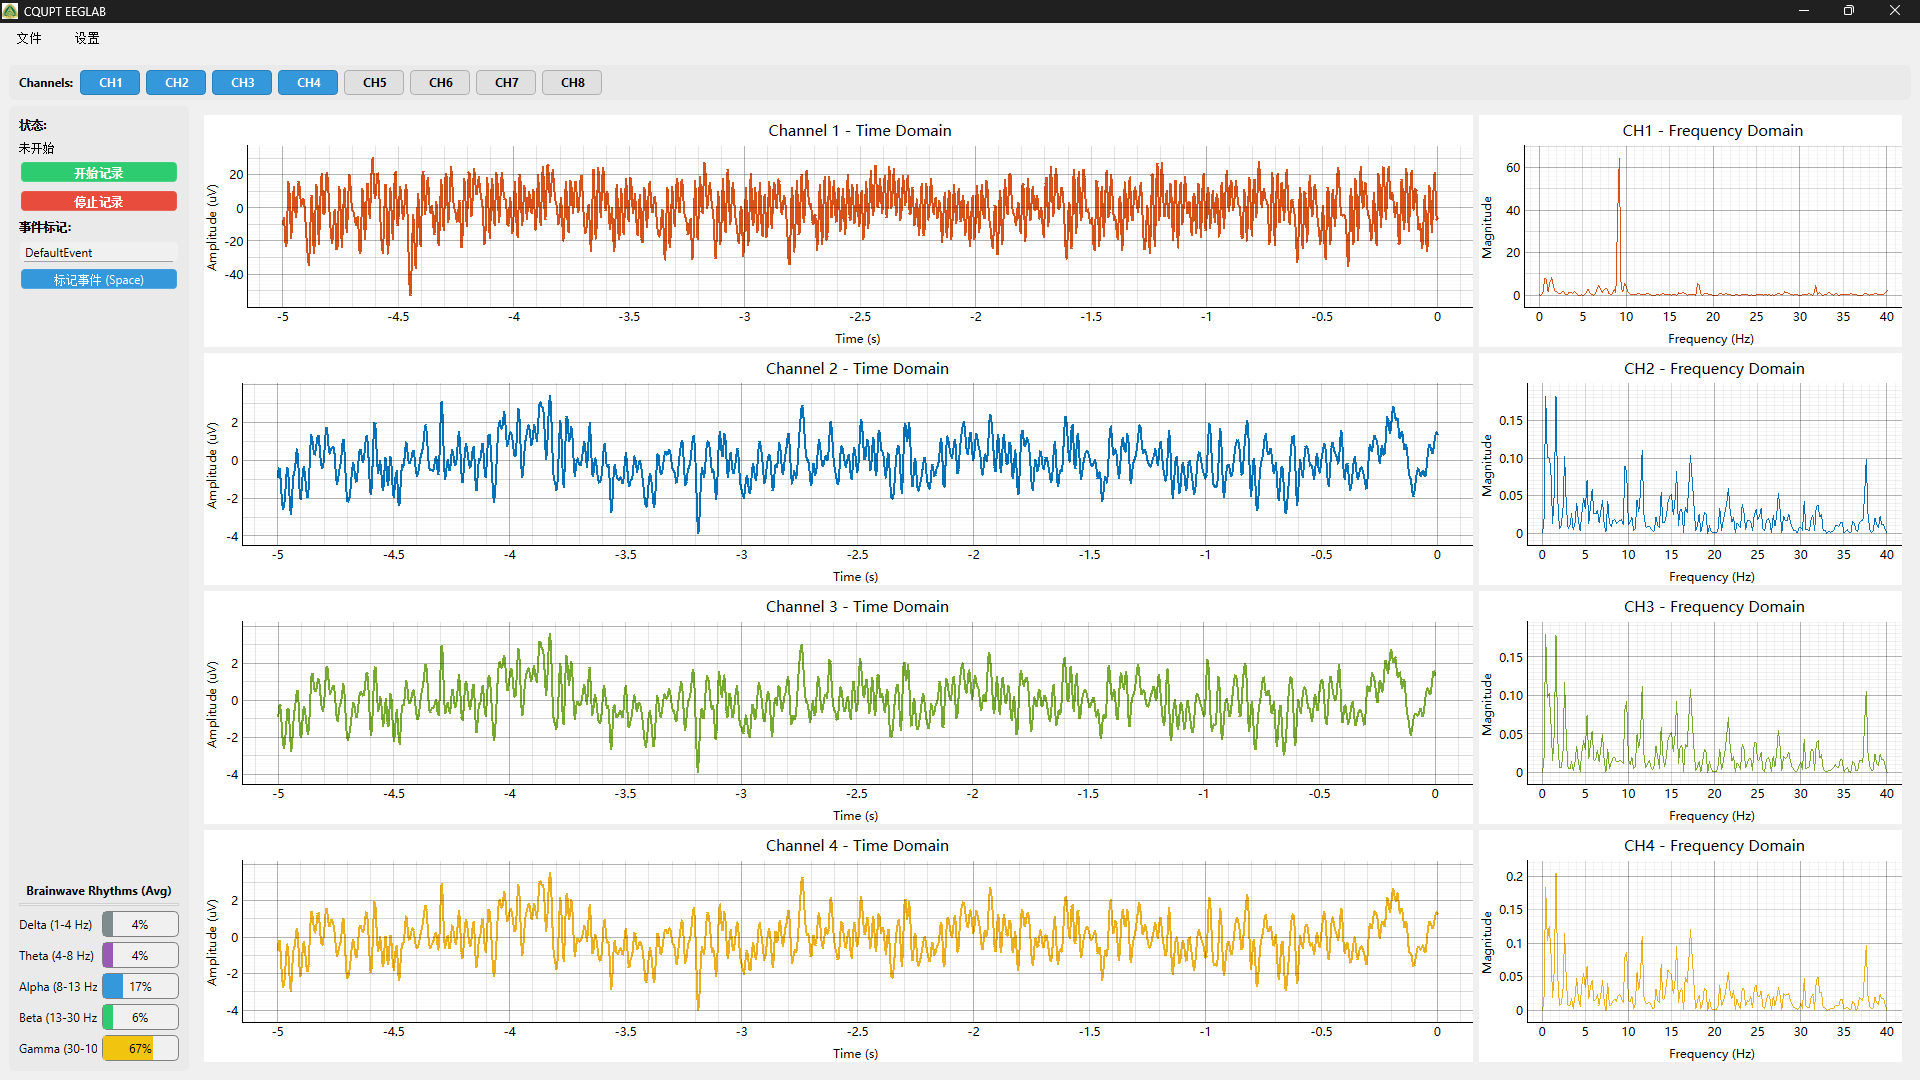 CQUPT EEGLAB
文件 设置
Channels: CH1 CH2 CH3 CH4 CH5 CH6 CH7 CH8
状态:
未开始
开始记录
停止记录
事件标记:
DefaultEvent
标记事件 (Space)
Brainwave Rhythms (Avg)
Delta (1-4 Hz) 4%
Theta (4-8 Hz) 4%
Alpha (8-13 Hz 17%
Beta (13-30 Hz 6%
Gamma (30-10 67%
Channel 1 - Time Domain
Amplitude (uV)
20
0
-20
-40
-5 -4.5 -4 -3.5 -3 -2.5 -2 -1.5 -1 -0.5 0
Time (s)
CH1 - Frequency Domain
Magnitude
60
40
20
0
0 5 10 15 20 25 30 35 40
Frequency (Hz)
Channel 2 - Time Domain
Amplitude (uV)
2
0
-2
-4
-5 -4.5 -4 -3.5 -3 -2.5 -2 -1.5 -1 -0.5 0
Time (s)
CH2 - Frequency Domain
Magnitude
0.15
0.10
0.05
0
0 5 10 15 20 25 30 35 40
Frequency (Hz)
Channel 3 - Time Domain
Amplitude (uV)
2
0
-2
-4
-5 -4.5 -4 -3.5 -3 -2.5 -2 -1.5 -1 -0.5 0
Time (s)
CH3 - Frequency Domain
Magnitude
0.15
0.10
0.05
0
0 5 10 15 20 25 30 35 40
Frequency (Hz)
Channel 4 - Time Domain
Amplitude (uV)
2
0
-2
-4
-5 -4.5 -4 -3.5 -3 -2.5 -2 -1.5 -1 -0.5 0
Time (s)
CH4 - Frequency Domain
Magnitude
0.2
0.15
0.1
0.05
0
0 5 10 15 20 25 30 35 40
Frequency (Hz)